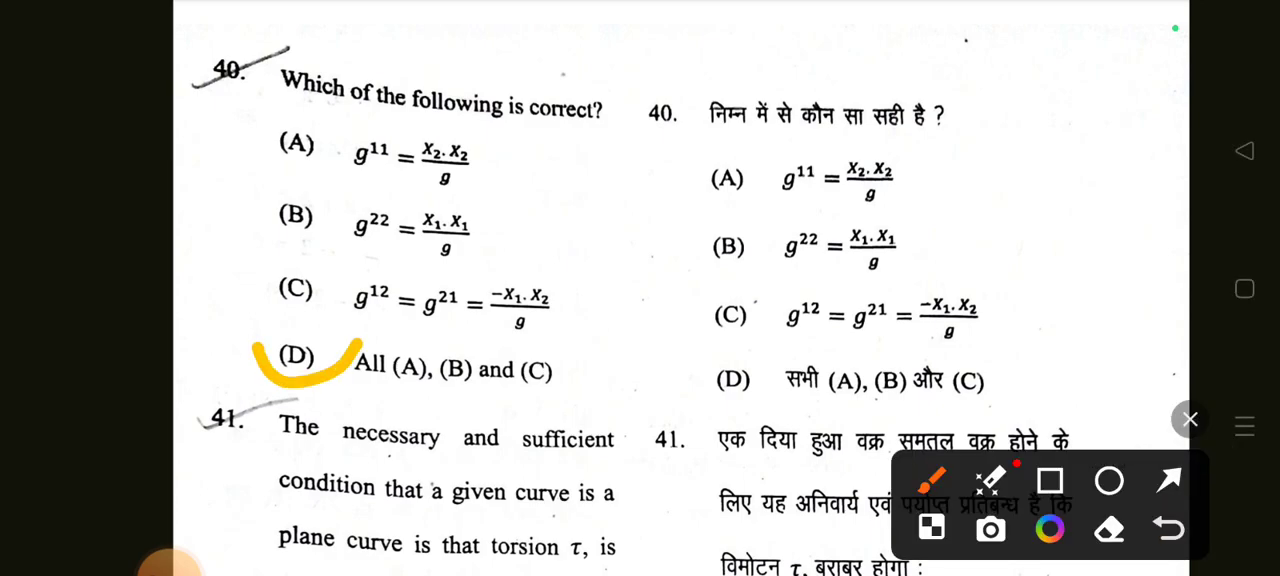 40. Which of the following is correct?
(A) g¹¹ = X₂. X₂ / g
(B) g²² = X₁. X₁ / g
(C) g¹² = g²¹ = −X₁. X₂ / g
(D) All (A), (B) and (C)
41. The necessary and sufficient
condition that a given curve is a
plane curve is that torsion τ, is
40. निम्न में से कौन सा सही है ?
(A) g¹¹ = X₂. X₂ / g
(B) g²² = X₁. X₁ / g
(C) g¹² = g²¹ = −X₁. X₂ / g
(D) सभी (A), (B) और (C)
41. एक दिया हुआ वक्र समतल वक्र होने के
लिए यह अनिवार्य एवं पर्याप्त प्रतिबन्ध है कि
विमोटन τ, बराबर होगा :